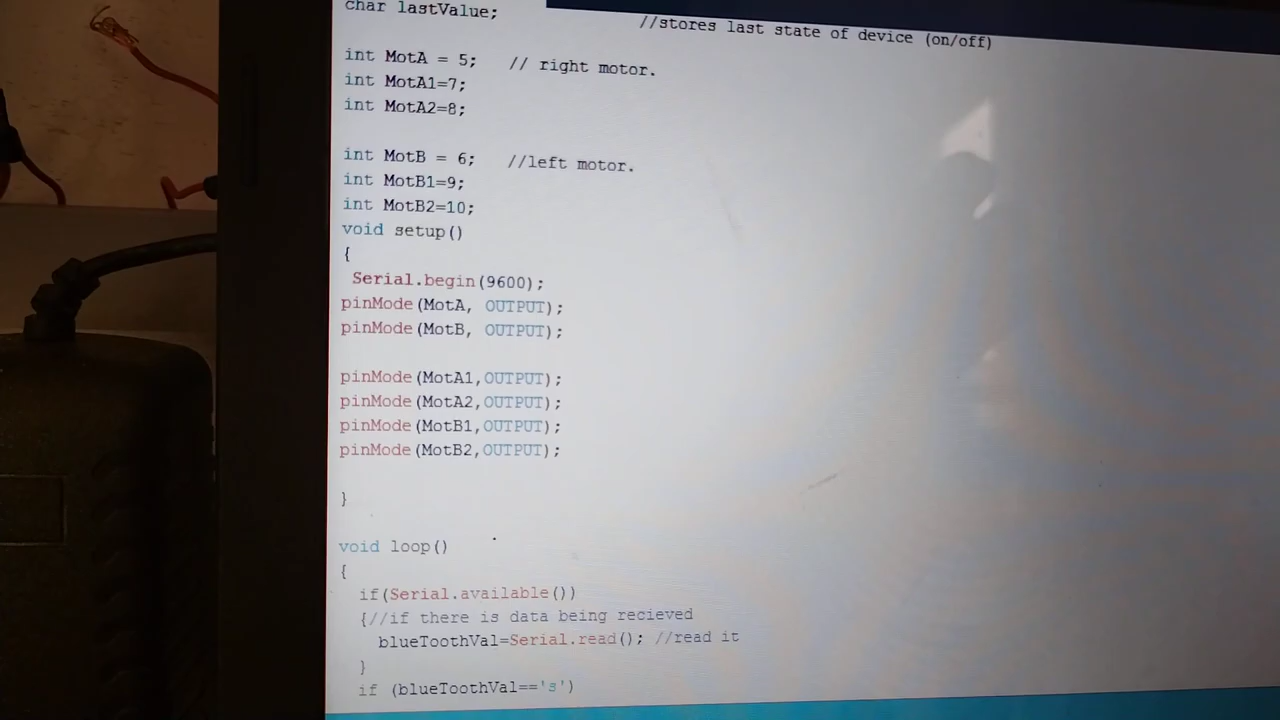 char lastValue; //stores last state of device (on/off)
int MotA = 5; // right motor.
int MotA1=7;
int MotA2=8;
int MotB = 6; //left motor.
int MotB1=9;
int MotB2=10;
void setup()
{
Serial.begin(9600);
pinMode(MotA, OUTPUT);
pinMode(MotB, OUTPUT);
pinMode(MotA1,OUTPUT);
pinMode(MotA2,OUTPUT);
pinMode(MotB1,OUTPUT);
pinMode(MotB2,OUTPUT);
}
void loop()
{
if(Serial.available())
{//if there is data being recieved
blueToothVal=Serial.read(); //read it
}
if (blueToothVal=='s')